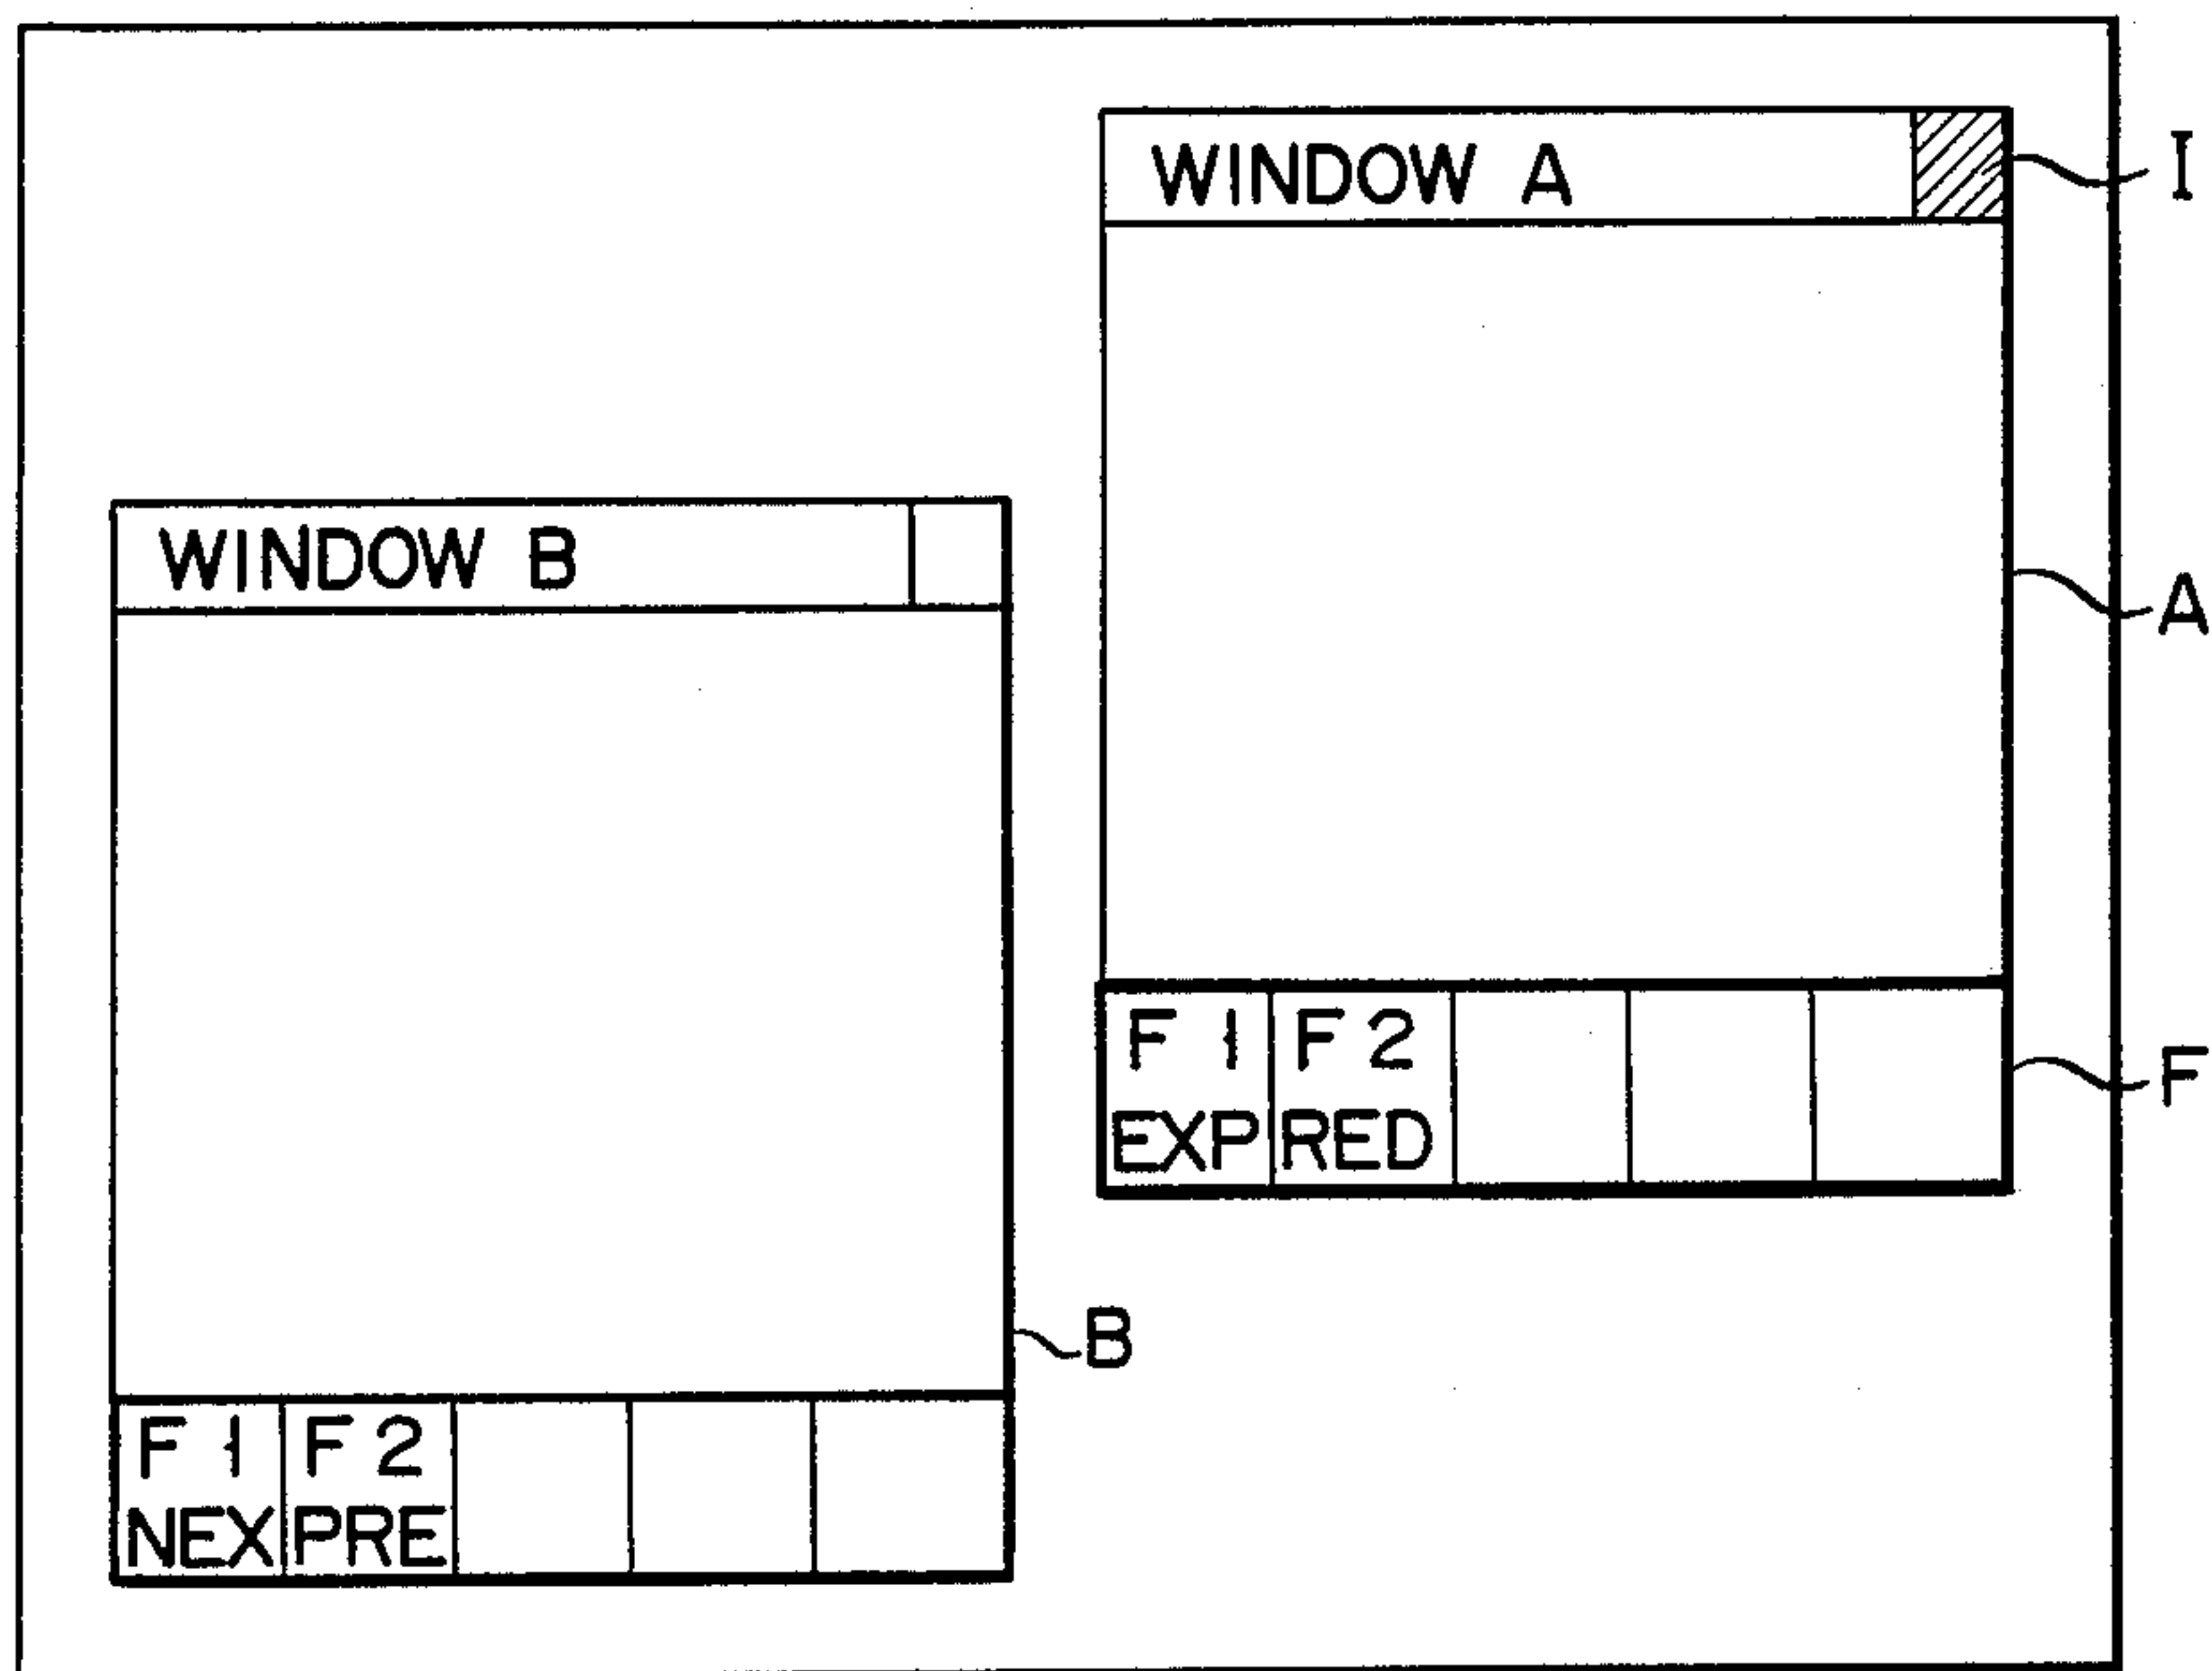 WINDOW A
I
WINDOW B
A
F 1 F 2
F
EXP RED
B
F 1 F 2
NEX PRE